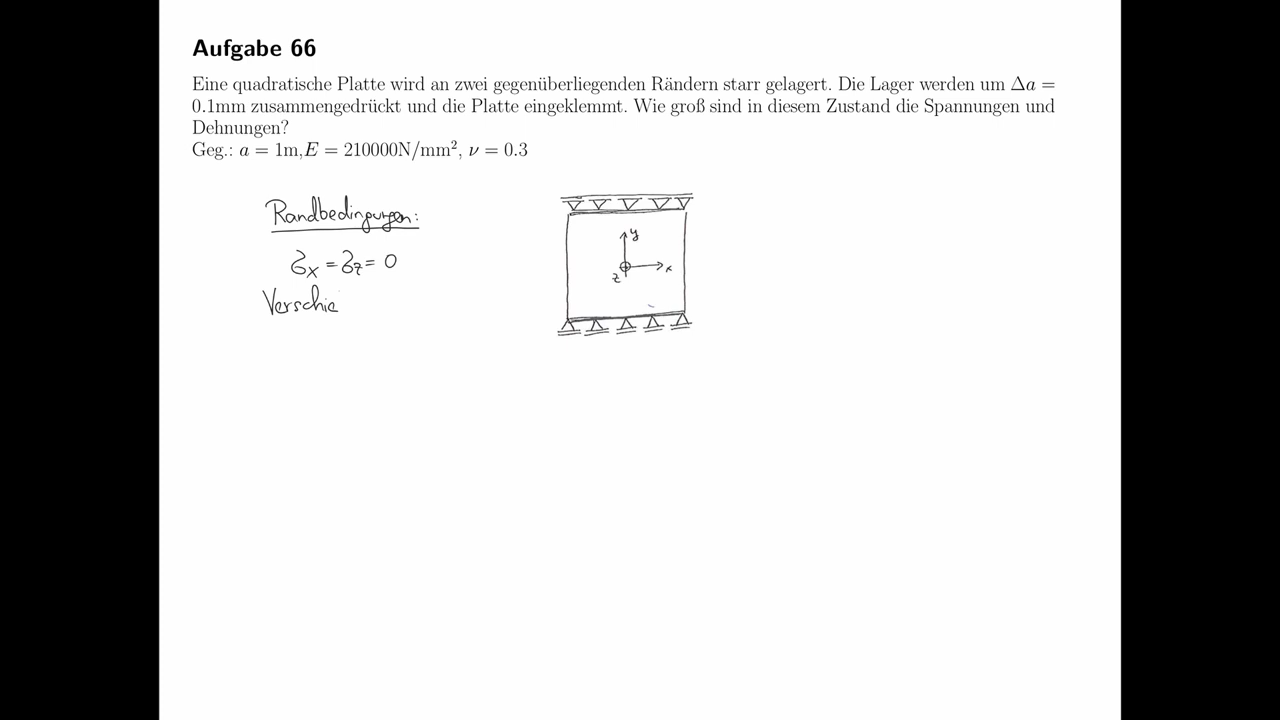 Aufgabe 66
Eine quadratische Platte wird an zwei gegenüberliegenden Rändern starr gelagert. Die Lager werden um Δa =
0.1mm zusammengedrückt und die Platte eingeklemmt. Wie groß sind in diesem Zustand die Spannungen und
Dehnungen?
Geg.: a = 1m,E = 210000N/mm², ν = 0.3
Randbedingungen:
σx = σz = 0
Verschie
y
x
z